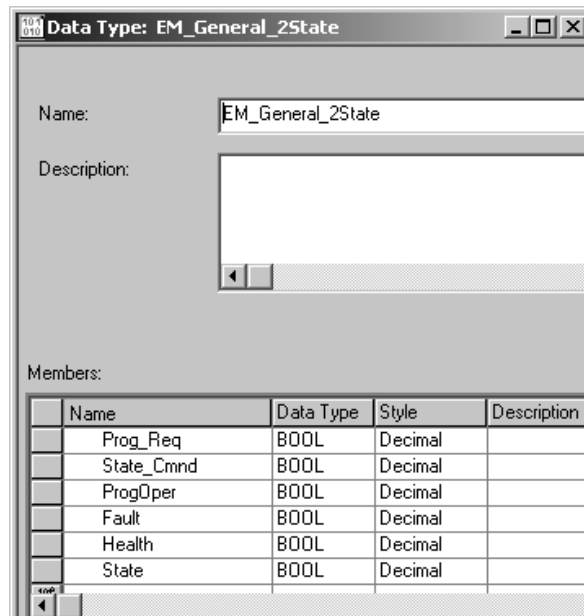 Data Type: EM_General_2State
Name: EM_General_2State
Description:
Members:
Name Data Type Style Description
Prog_Req BOOL Decimal
State_Cmnd BOOL Decimal
ProgOper BOOL Decimal
Fault BOOL Decimal
Health BOOL Decimal
State BOOL Decimal